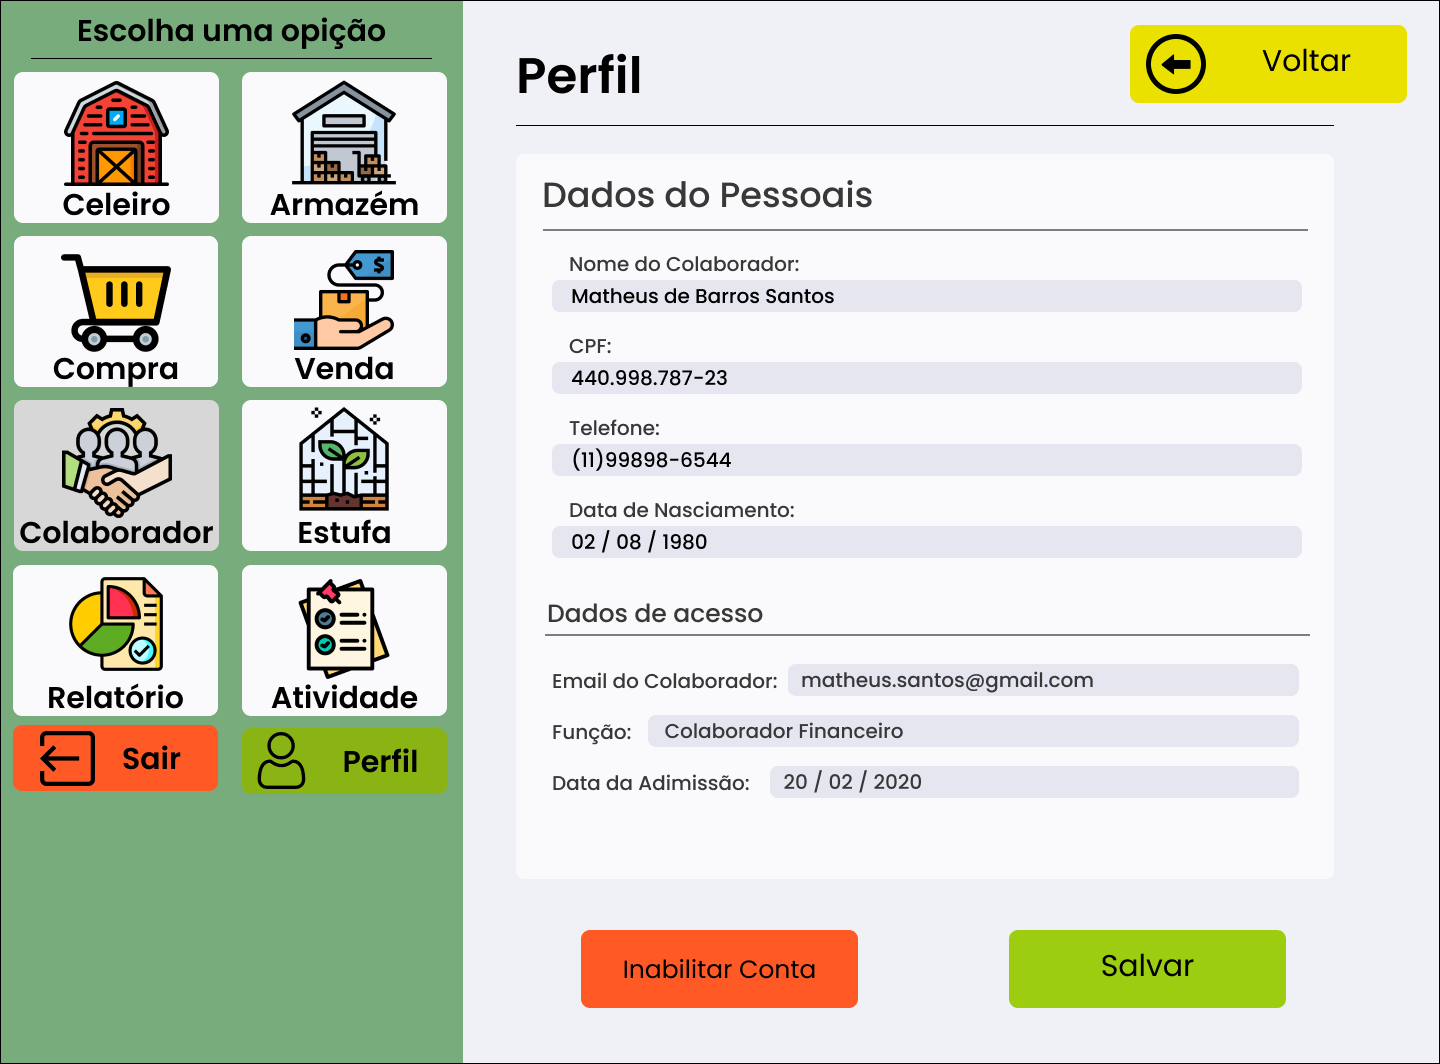 Escolha uma opição
Celeiro
Armazém
Compra
Venda
Colaborador
Estufa
Relatório
Atividade
Sair
Perfil
Perfil
Voltar
Dados do Pessoais
Nome do Colaborador:
Matheus de Barros Santos
CPF:
440.998.787-23
Telefone:
(11)99898-6544
Data de Nasciamento:
02 / 08 / 1980
Dados de acesso
Email do Colaborador: matheus.santos@gmail.com
Função: Colaborador Financeiro
Data da Adimissão: 20 / 02 / 2020
Inabilitar Conta
Salvar